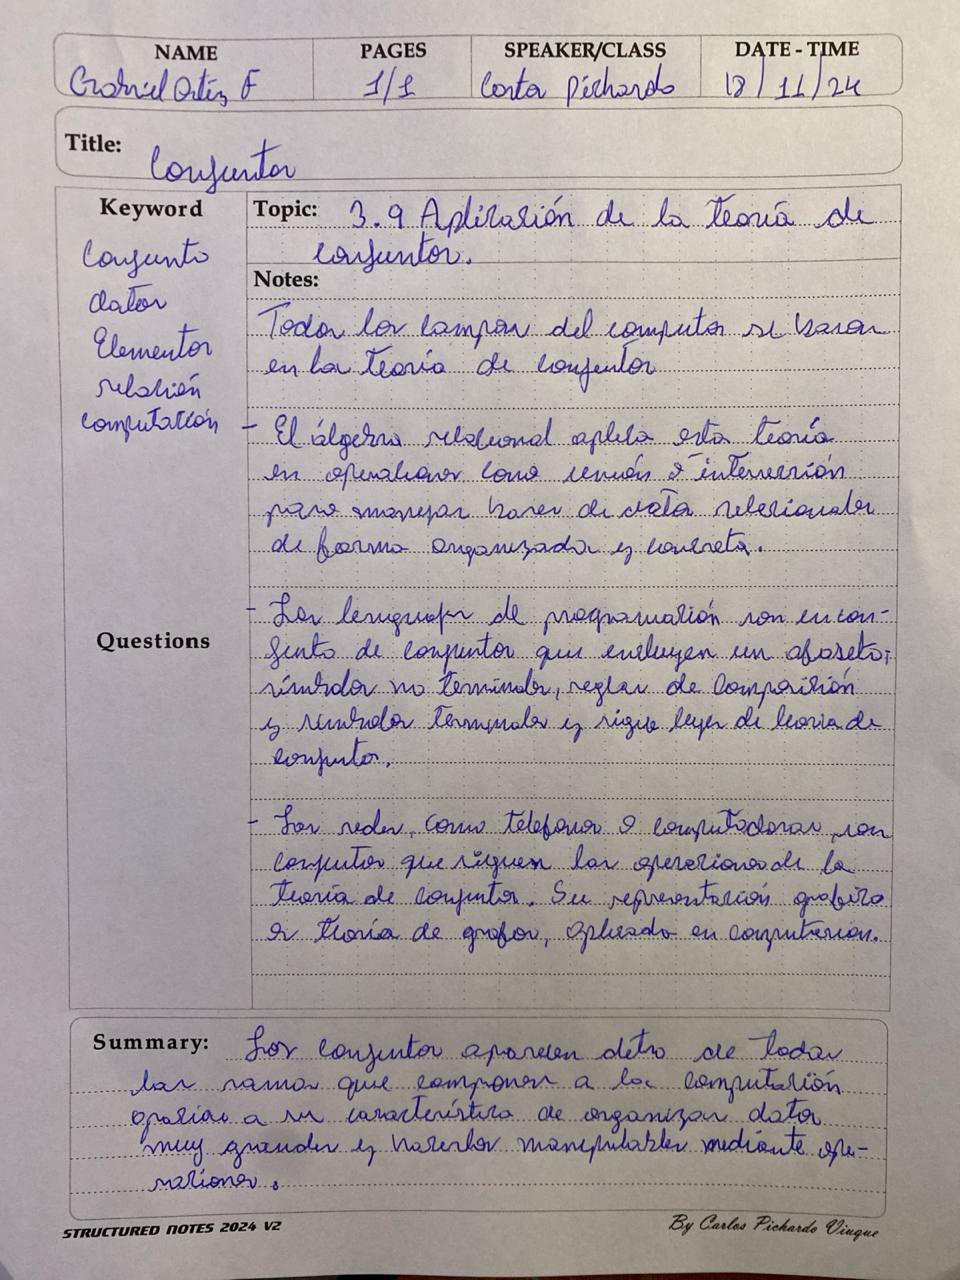 NAME PAGES SPEAKER/CLASS DATE - TIME
Gabriel Ortiz F 1/1 Pichardo 18/11/24
Title: Conjuntos
Keyword
Conjunto
datos
Elementos
relación
computación
Topic: 3.9 Aplicación de la teoría de
conjuntos.
Notes:
Todos los campos del computo se basan
en la teoría de conjuntos
- El álgebra relacional aplica esta teoría
en operaciones como unión e intersección
para manejar bases de data relacionales
de forma organizada y concreta.
Questions
- Los lenguajes de programación son un con-
junto de conjuntos que incluyen un
símbolos no terminales, reglas de composición
y símbolos terminales y sigue leyes de teoría de
conjuntos.
- Las redes, como telefonos o computadoras, son
conjuntos que siguen las operaciones de la
teoría de conjuntos. Su representación grafica
es teoría de grafos, aplicado en computación.
Summary: Los conjuntos aparecen detro de todas
las ramas que componen a la computación
gracias a su característica de organizar datos
muy grandes y hacerlos manipulables mediante ope-
raciones.
STRUCTURED NOTES 2024 V2
By Carlos Pichardo Viuque